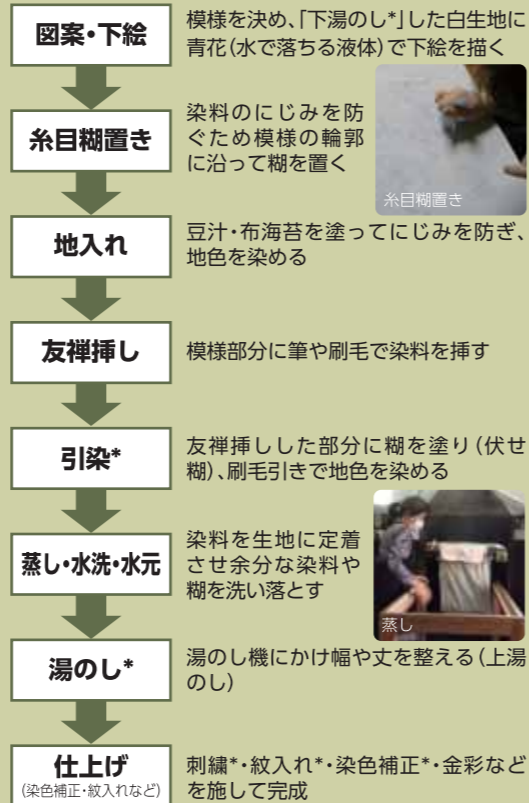 図案・下絵
模様を決め、「下湯のし*」した白生地に
青花(水で落ちる液体)で下絵を描く
糸目糊置き
染料のにじみを防
ぐため模様の輪郭
に沿って糊を置く
糸目糊置き
地入れ
豆汁・布海苔を塗ってにじみを防ぎ、
地色を染める
友禅挿し
模様部分に筆や刷毛で染料を挿す
引染*
友禅挿しした部分に糊を塗り(伏せ
糊)、刷毛引きで地色を染める
蒸し・水洗・水元
染料を生地に定着
させ余分な染料や
糊を洗い落とす
蒸し
湯のし*
湯のし機にかけ幅や丈を整える(上湯
のし)
仕上げ
(染色補正・紋入れなど)
刺繍*・紋入れ*・染色補正*・金彩など
を施して完成